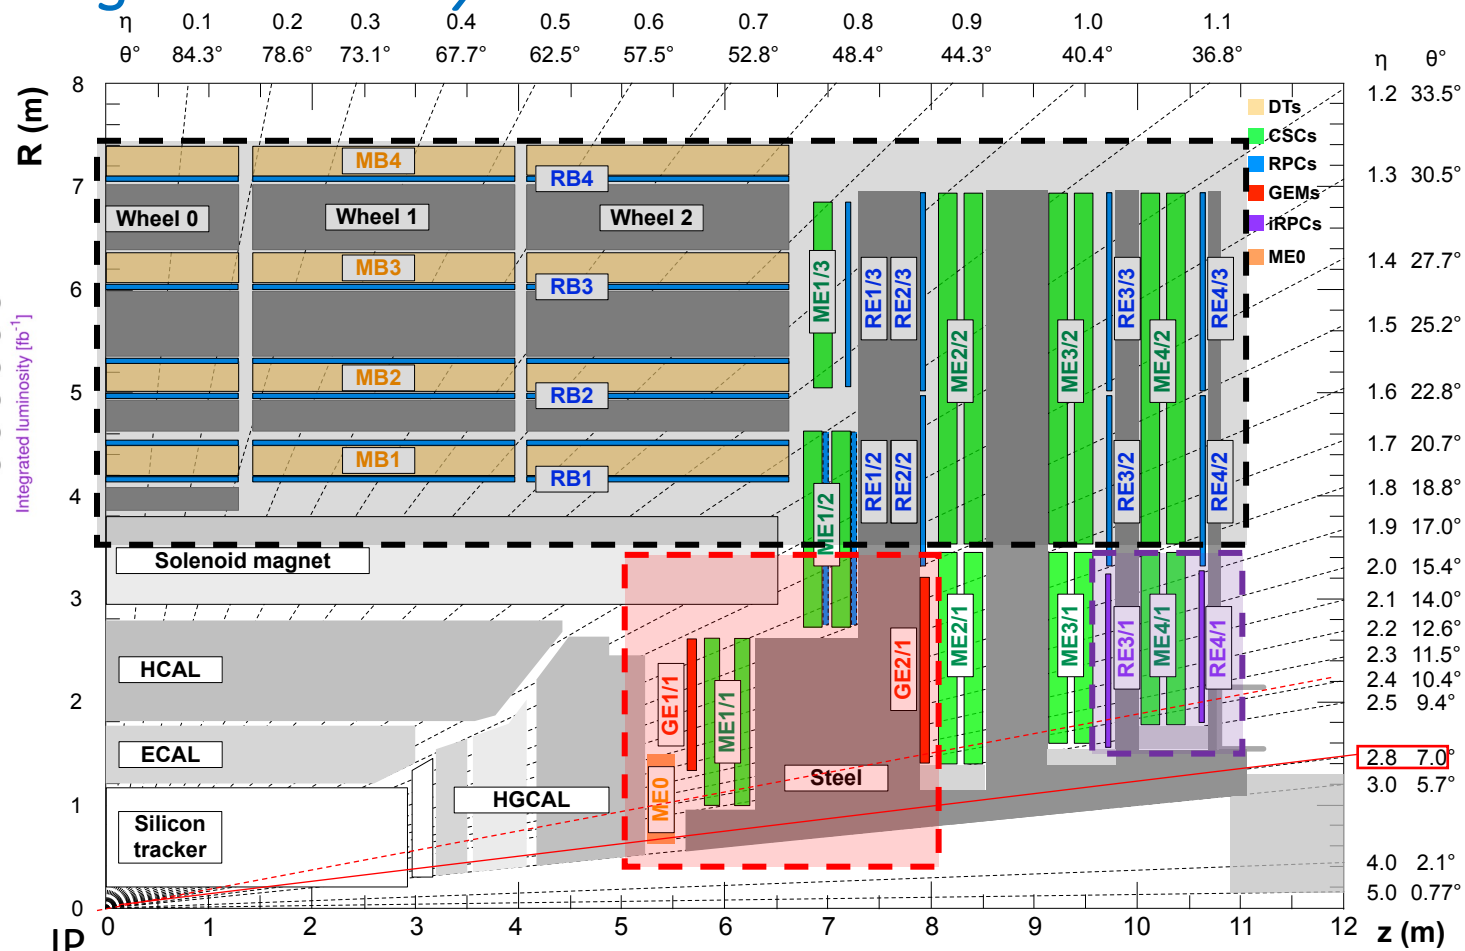 η 0.1 0.2 0.3 0.4 0.5 0.6 0.7 0.8 0.9 1.0 1.1
θ° 84.3° 78.6° 73.1° 67.7° 62.5° 57.5° 52.8° 48.4° 44.3° 40.4° 36.8°
η θ°
1.2 33.5°
1.3 30.5°
1.4 27.7°
1.5 25.2°
1.6 22.8°
1.7 20.7°
1.8 18.8°
1.9 17.0°
2.0 15.4°
2.1 14.0°
2.2 12.6°
2.3 11.5°
2.4 10.4°
2.5 9.4°
2.8 7.0°
3.0 5.7°
4.0 2.1°
5.0 0.77°
R (m)
8
7
6
5
4
3
2
1
0
Integrated luminosity [fb-1]
DTs
CSCs
RPCs
GEMs
iRPCs
ME0
MB4
RB4
Wheel 0
Wheel 1
Wheel 2
MB3
RB3
MB2
RB2
MB1
RB1
ME1/3
RE1/3
RE2/3
ME2/2
ME3/2
RE3/3
ME4/2
RE4/3
ME1/2
RE1/2
RE2/2
RE3/2
RE4/2
Solenoid magnet
HCAL
ECAL
Silicon
tracker
HGCAL
GE1/1
ME1/1
ME0
GE2/1
Steel
ME2/1
ME3/1
RE3/1
ME4/1
RE4/1
1 2 3 4 5 6 7 8 9 10 11 12
IP
z (m)